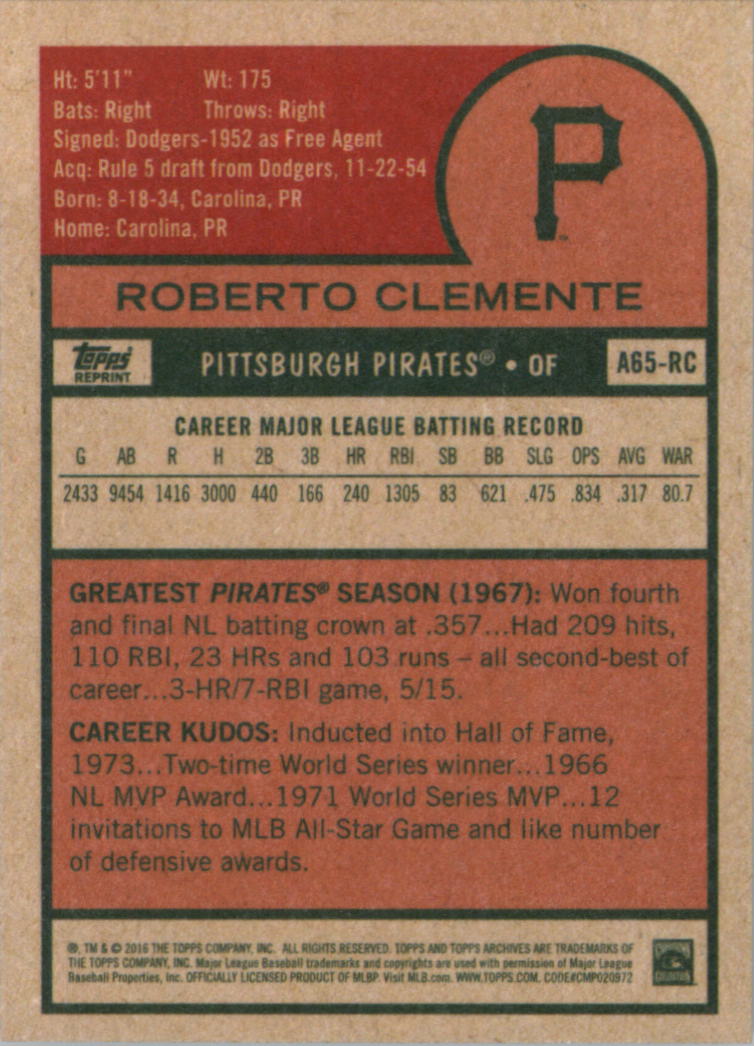 Ht: 5'11" Wt: 175
Bats: Right Throws: Right
Signed: Dodgers-1952 as Free Agent
Acq: Rule 5 draft from Dodgers, 11-22-54
Born: 8-18-34, Carolina, PR
Home: Carolina, PR
P
TM
ROBERTO CLEMENTE
Topps
REPRINT
PITTSBURGH PIRATES® • OF
A65-RC
CAREER MAJOR LEAGUE BATTING RECORD
G AB R H 2B 3B HR RBI SB BB SLG OPS AVG WAR
2433 9454 1416 3000 440 166 240 1305 83 621 .475 .834 .317 80.7
GREATEST PIRATES® SEASON (1967): Won fourth
and final NL batting crown at .357...Had 209 hits,
110 RBI, 23 HRs and 103 runs – all second-best of
career...3-HR/7-RBI game, 5/15.
CAREER KUDOS: Inducted into Hall of Fame,
1973...Two-time World Series winner...1966
NL MVP Award...1971 World Series MVP...12
invitations to MLB All-Star Game and like number
of defensive awards.
®, TM & © 2016 THE TOPPS COMPANY, INC. ALL RIGHTS RESERVED. TOPPS AND TOPPS ARCHIVES ARE TRADEMARKS OF
THE TOPPS COMPANY, INC. Major League Baseball trademarks and copyrights are used with permission of Major League
Baseball Properties, Inc. OFFICIALLY LICENSED PRODUCT OF MLBP. Visit MLB.com. WWW.TOPPS.COM. CODE#CMP020972